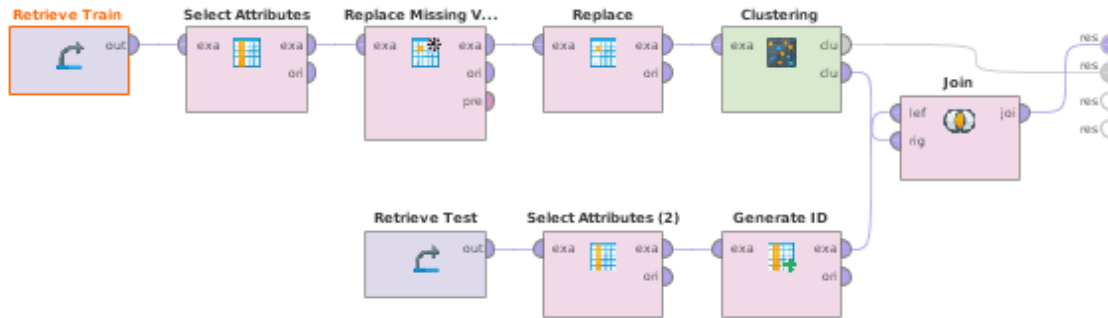 Retrieve Train
out
Select Attributes
exa exa
ori
Replace Missing V...
exa exa
ori
pre
Replace
exa exa
ori
Clustering
exa clu
clu
Join
lef joi
rig
res
res
res
res
Retrieve Test
out
Select Attributes (2)
exa exa
ori
Generate ID
exa exa
ori